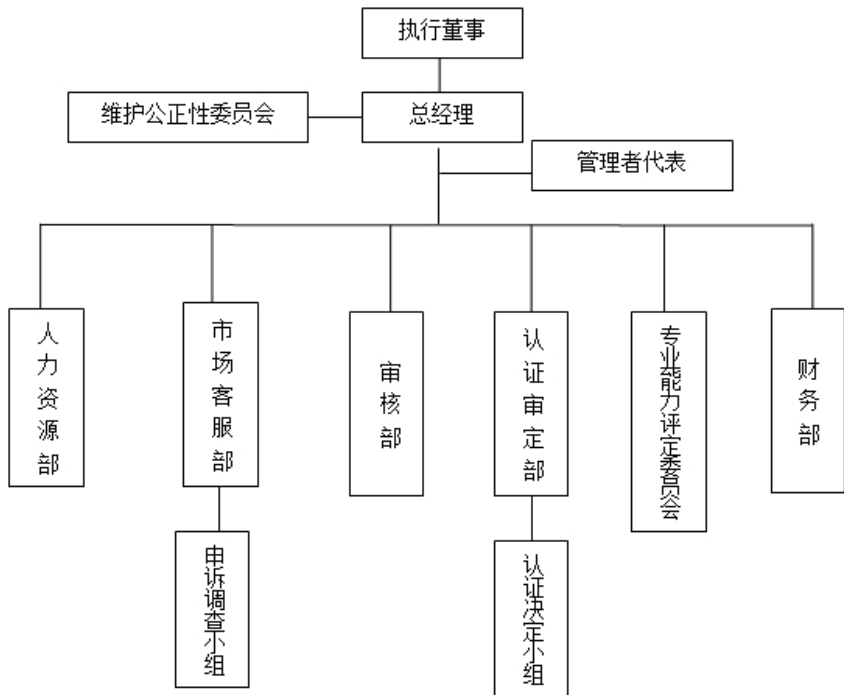 执行董事
维护公正性委员会
总经理
管理者代表
人力资源部
市场客服部
审核部
认证审定部
专业能力评定委员会
财务部
申诉调查小组
认证决定小组